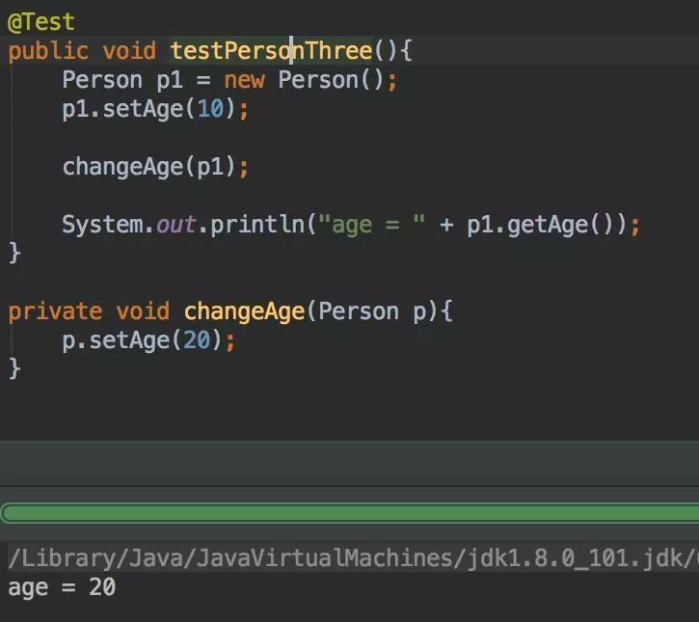 @Test
public void testPersonThree(){
Person p1 = new Person();
p1.setAge(10);
changeAge(p1);
System.out.println("age = " + p1.getAge());
}
private void changeAge(Person p){
p.setAge(20);
}
/Library/Java/JavaVirtualMachines/jdk1.8.0_101.jdk/
age = 20